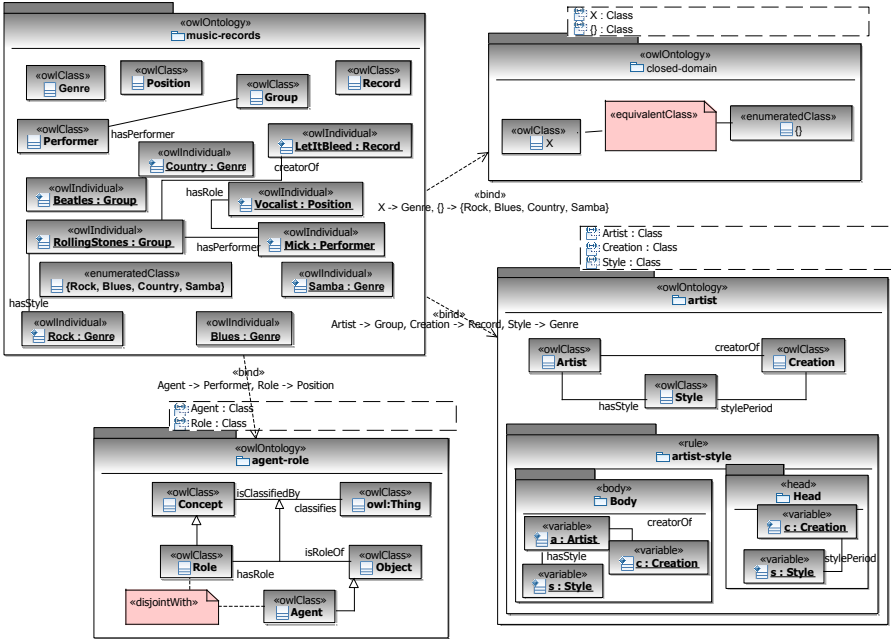 «owlOntology»
music-records
«owlClass»
Genre
«owlClass»
Position
«owlClass»
Group
«owlClass»
Record
«owlClass»
Performer
hasPerformer
«owlIndividual»
LetItBleed : Record
«owlIndividual»
Country : Genre
creatorOf
«owlIndividual»
Beatles : Group
hasRole
«owlIndividual»
Vocalist : Position
«owlIndividual»
RollingStones : Group
hasPerformer
«owlIndividual»
Mick : Performer
«enumeratedClass»
{Rock, Blues, Country, Samba}
«owlIndividual»
Samba : Genre
hasStyle
«owlIndividual»
Rock : Genre
«owlIndividual»
Blues : Genre
X : Class
{} : Class
«owlOntology»
closed-domain
«owlClass»
X
«equivalentClass»
«enumeratedClass»
{}
«bind»
X -> Genre, {} -> {Rock, Blues, Country, Samba}
«bind»
Artist -> Group, Creation -> Record, Style -> Genre
«bind»
Agent -> Performer, Role -> Position
Artist : Class
Creation : Class
Style : Class
«owlOntology»
artist
«owlClass»
Artist
creatorOf
«owlClass»
Creation
«owlClass»
Style
hasStyle
stylePeriod
«rule»
artist-style
«body»
Body
«variable»
a : Artist
creatorOf
hasStyle
«variable»
c : Creation
«variable»
s : Style
«head»
Head
«variable»
c : Creation
stylePeriod
«variable»
s : Style
Agent : Class
Role : Class
«owlOntology»
agent-role
«owlClass»
Concept
isClassifiedBy
classifies
«owlClass»
owl:Thing
«owlClass»
Role
isRoleOf
hasRole
«owlClass»
Object
«disjointWith»
«owlClass»
Agent